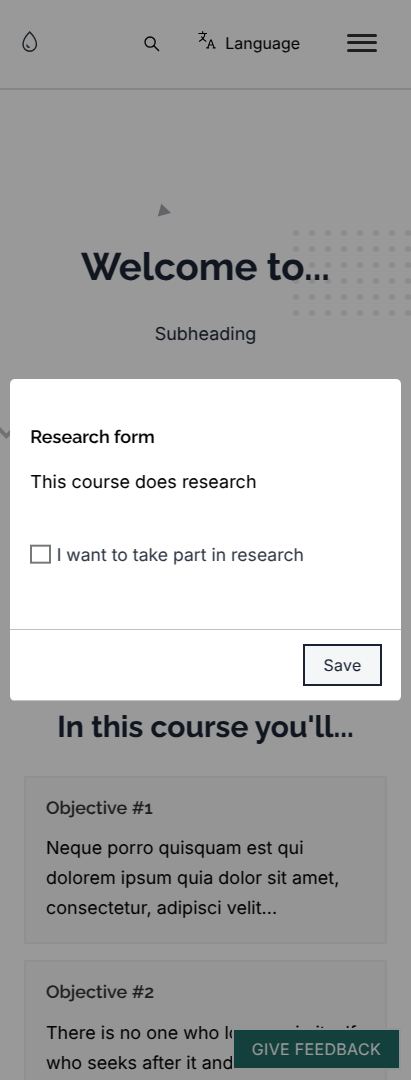 Language
Welcome to...
Subheading
Research form
This course does research
I want to take part in research
Save
In this course you'll...
Objective #1
Neque porro quisquam est qui
dolorem ipsum quia dolor sit amet,
consectetur, adipisci velit...
Objective #2
There is no one who
who seeks after it and
GIVE FEEDBACK